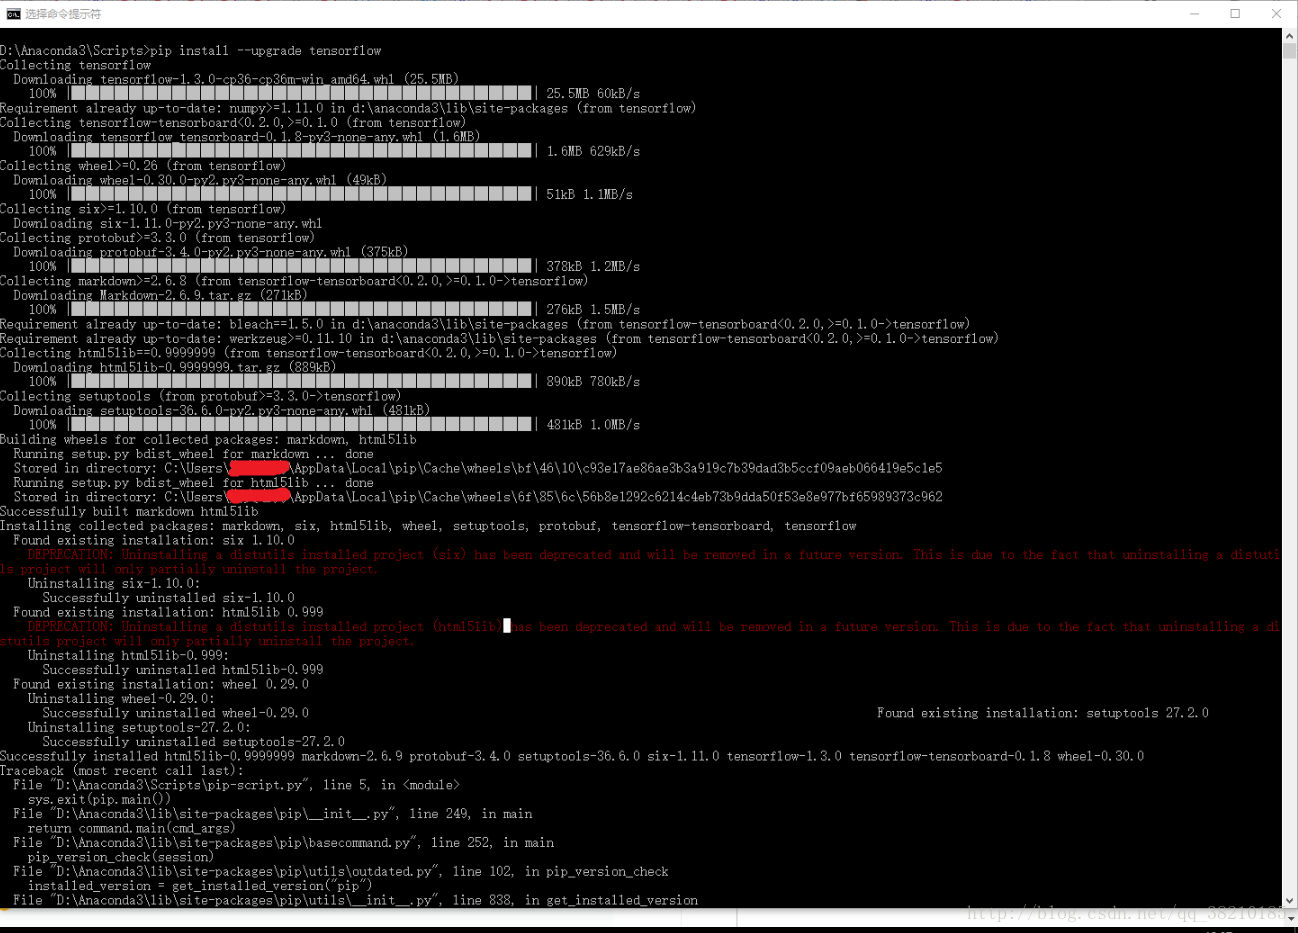 选择命令提示符
D:\Anaconda3\Scripts>pip install --upgrade tensorflow
Collecting tensorflow
Downloading tensorflow-1.3.0-cp36-cp36m-win_amd64.whl (25.5MB)
100% | 25.5MB 60kB/s
Requirement already up-to-date: numpy>=1.11.0 in d:\anaconda3\lib\site-packages (from tensorflow)
Collecting tensorflow-tensorboard<0.2.0,>=0.1.0 (from tensorflow)
Downloading tensorflow_tensorboard-0.1.8-py3-none-any.whl (1.6MB)
100% | 1.6MB 629kB/s
Collecting wheel>=0.26 (from tensorflow)
Downloading wheel-0.30.0-py2.py3-none-any.whl (49kB)
100% | 51kB 1.1MB/s
Collecting six>=1.10.0 (from tensorflow)
Downloading six-1.11.0-py2.py3-none-any.whl
Collecting protobuf>=3.3.0 (from tensorflow)
Downloading protobuf-3.4.0-py2.py3-none-any.whl (375kB)
100% | 378kB 1.2MB/s
Collecting markdown>=2.6.8 (from tensorflow-tensorboard<0.2.0,>=0.1.0->tensorflow)
Downloading Markdown-2.6.9.tar.gz (271kB)
100% | 276kB 1.5MB/s
Requirement already up-to-date: bleach==1.5.0 in d:\anaconda3\lib\site-packages (from tensorflow-tensorboard<0.2.0,>=0.1.0->tensorflow)
Requirement already up-to-date: werkzeug>=0.11.10 in d:\anaconda3\lib\site-packages (from tensorflow-tensorboard<0.2.0,>=0.1.0->tensorflow)
Collecting html5lib==0.9999999 (from tensorflow-tensorboard<0.2.0,>=0.1.0->tensorflow)
Downloading html5lib-0.9999999.tar.gz (889kB)
100% | 890kB 780kB/s
Collecting setuptools (from protobuf>=3.3.0->tensorflow)
Downloading setuptools-36.6.0-py2.py3-none-any.whl (481kB)
100% | 481kB 1.0MB/s
Building wheels for collected packages: markdown, html5lib
Running setup.py bdist_wheel for markdown ... done
Stored in directory: C:\Users\ \AppData\Local\pip\Cache\wheels\bf\46\10\c93e17ae86ae3b3a919c7b39dad3b5ccf09aeb066419e5c1e5
Running setup.py bdist_wheel for html5lib ... done
Stored in directory: C:\Users\ \AppData\Local\pip\Cache\wheels\6f\85\6c\56b8e1292c6214c4eb73b9dda50f53e8e977bf65989373c962
Successfully built markdown html5lib
Installing collected packages: markdown, six, html5lib, wheel, setuptools, protobuf, tensorflow-tensorboard, tensorflow
Found existing installation: six 1.10.0
DEPRECATION: Uninstalling a distutils installed project (six) has been deprecated and will be removed in a future version. This is due to the fact that uninstalling a distuti
ls project will only partially uninstall the project.
Uninstalling six-1.10.0:
Successfully uninstalled six-1.10.0
Found existing installation: html5lib 0.999
DEPRECATION: Uninstalling a distutils installed project (html5lib) has been deprecated and will be removed in a future version. This is due to the fact that uninstalling a di
stutils project will only partially uninstall the project.
Uninstalling html5lib-0.999:
Successfully uninstalled html5lib-0.999
Found existing installation: wheel 0.29.0
Uninstalling wheel-0.29.0:
Successfully uninstalled wheel-0.29.0 Found existing installation: setuptools 27.2.0
Uninstalling setuptools-27.2.0:
Successfully uninstalled setuptools-27.2.0
Successfully installed html5lib-0.9999999 markdown-2.6.9 protobuf-3.4.0 setuptools-36.6.0 six-1.11.0 tensorflow-1.3.0 tensorflow-tensorboard-0.1.8 wheel-0.30.0
Traceback (most recent call last):
File "D:\Anaconda3\Scripts\pip-script.py", line 5, in <module>
sys.exit(pip.main())
File "D:\Anaconda3\lib\site-packages\pip\__init__.py", line 249, in main
return command.main(cmd_args)
File "D:\Anaconda3\lib\site-packages\pip\basecommand.py", line 252, in main
pip_version_check(session)
File "D:\Anaconda3\lib\site-packages\pip\utils\outdated.py", line 102, in pip_version_check
installed_version = get_installed_version("pip")
File "D:\Anaconda3\lib\site-packages\pip\utils\__init__.py", line 838, in get_installed_version
http://blog.csdn.net/qq_38210185